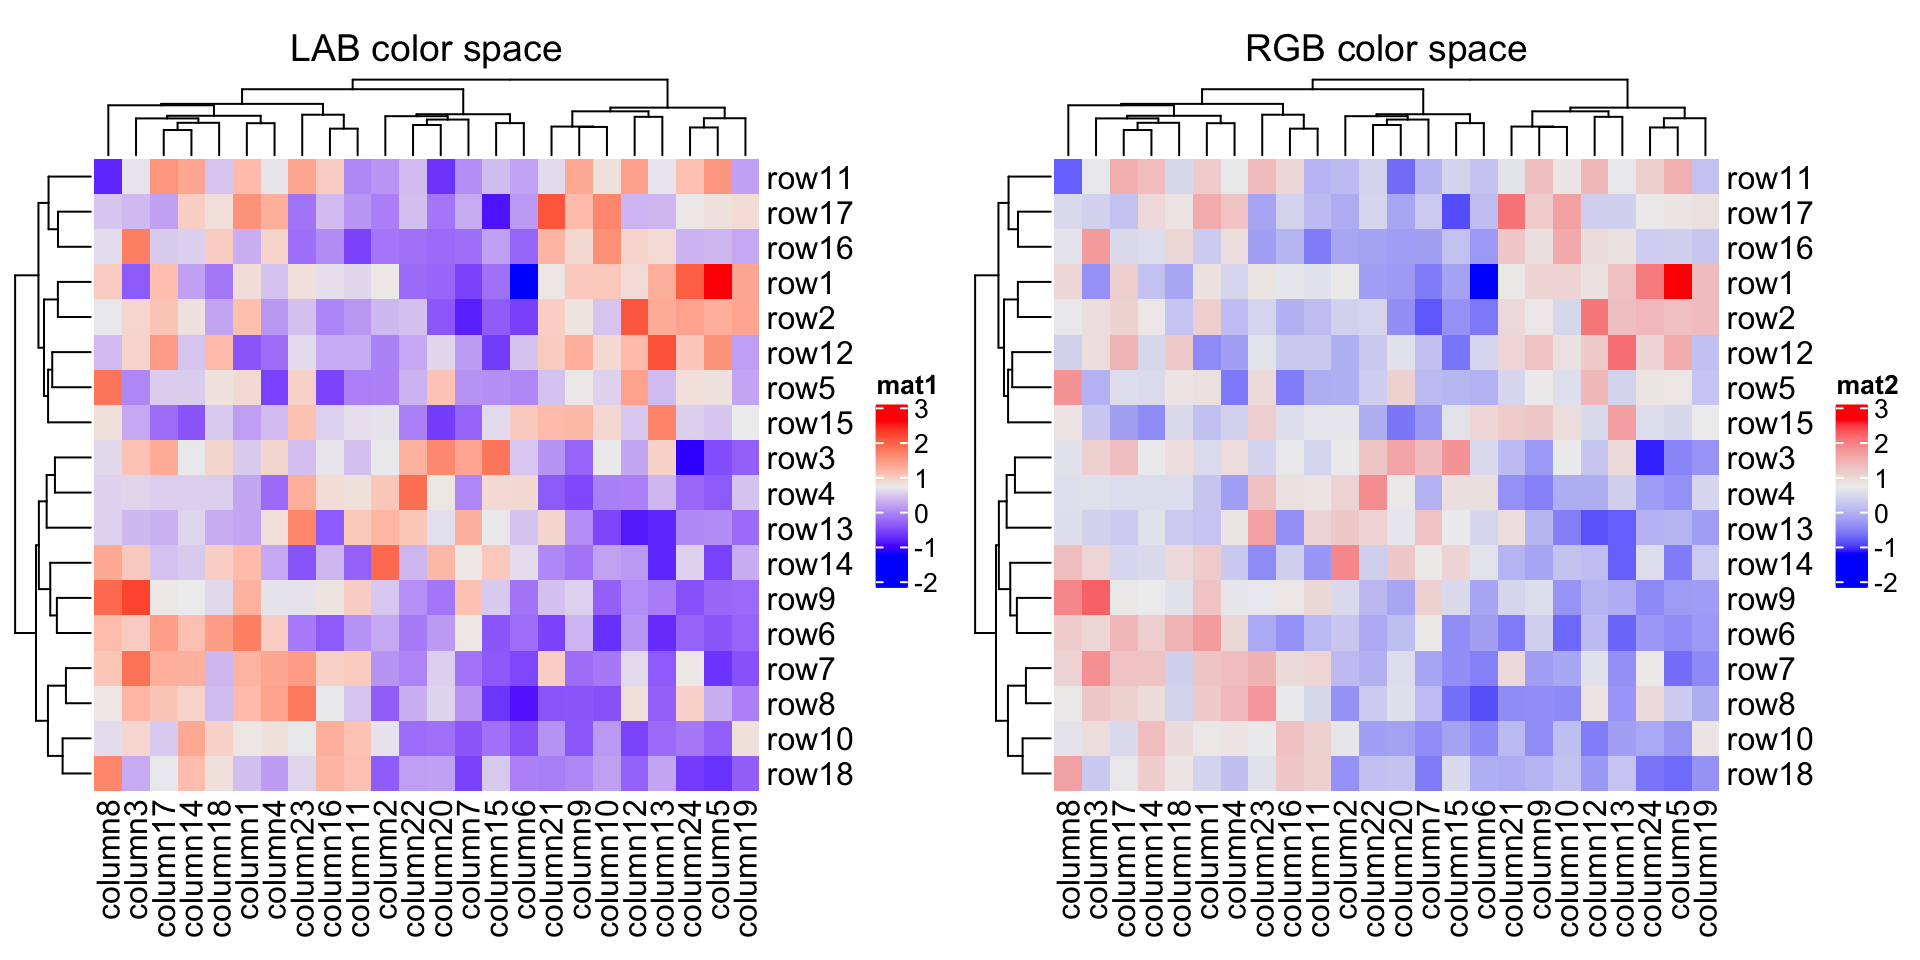 LAB color space
row11
row17
row16
row1
row2
row12
row5
row15
row3
row4
row13
row14
row9
row6
row7
row8
row10
row18
column8
column3
column17
column14
column18
column1
column4
column23
column16
column11
column2
column22
column20
column7
column15
column6
column21
column9
column10
column12
column13
column24
column5
column19
mat1
3
2
1
0
-1
-2
RGB color space
row11
row17
row16
row1
row2
row12
row5
row15
row3
row4
row13
row14
row9
row6
row7
row8
row10
row18
column8
column3
column17
column14
column18
column1
column4
column23
column16
column11
column2
column22
column20
column7
column15
column6
column21
column9
column10
column12
column13
column24
column5
column19
mat2
3
2
1
0
-1
-2